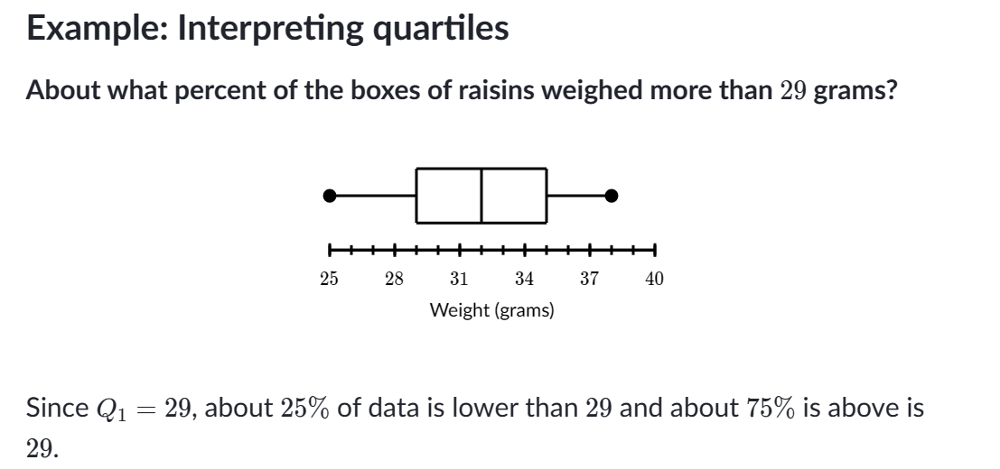 Example: Interpreting quartiles
About what percent of the boxes of raisins weighed more than 29 grams?
25 28 31 34 37 40
Weight (grams)
Since Q₁ = 29, about 25% of data is lower than 29 and about 75% is above is
29.